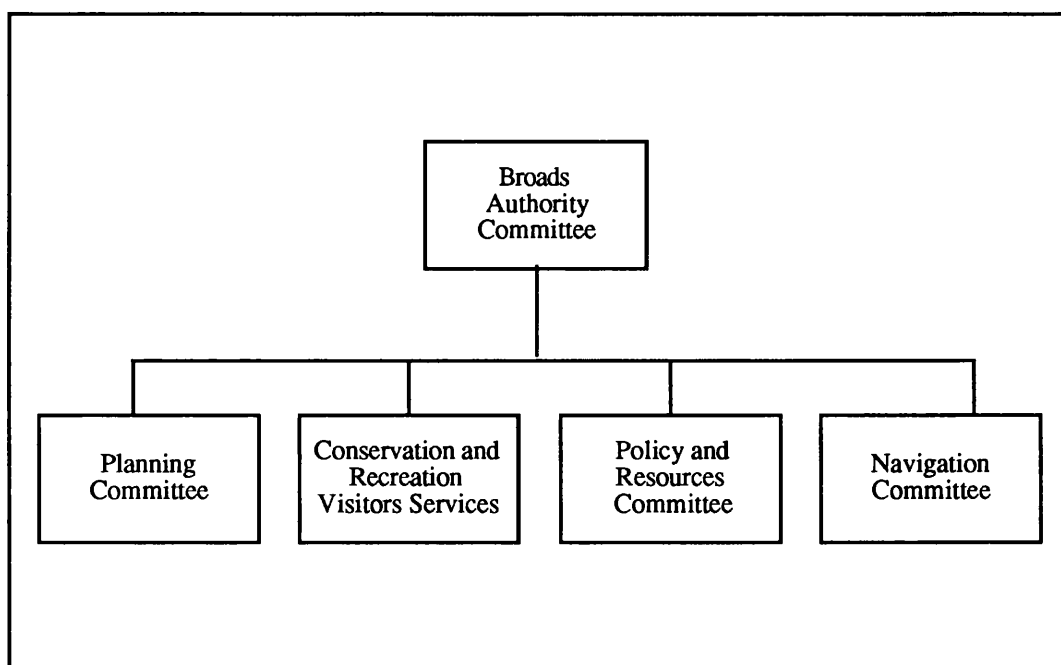 Broads
Authority
Committee
Planning
Committee
Conservation and
Recreation
Visitors Services
Policy and
Resources
Committee
Navigation
Committee